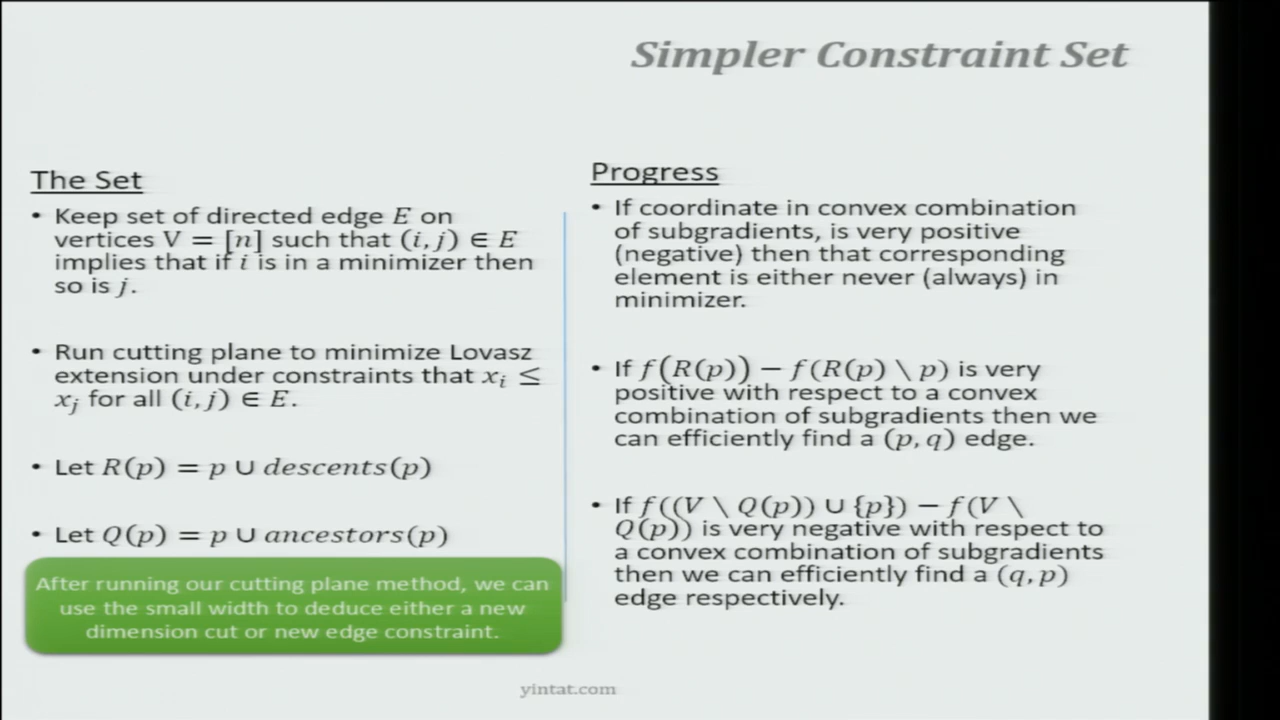 Simpler Constraint Set
The Set
• Keep set of directed edge E on
vertices V = [n] such that (i, j) ∈ E
implies that if i is in a minimizer then
so is j.
• Run cutting plane to minimize Lovasz
extension under constraints that xᵢ ≤
xⱼ for all (i, j) ∈ E.
• Let R(p) = p ∪ descents(p)
• Let Q(p) = p ∪ ancestors(p)
After running our cutting plane method, we can
use the small width to deduce either a new
dimension cut or new edge constraint.
Progress
• If coordinate in convex combination
of subgradients, is very positive
(negative) then that corresponding
element is either never (always) in
minimizer.
• If f(R(p)) − f(R(p) \ p) is very
positive with respect to a convex
combination of subgradients then we
can efficiently find a (p, q) edge.
• If f((V \ Q(p)) ∪ {p}) − f(V \
Q(p)) is very negative with respect to
a convex combination of subgradients
then we can efficiently find a (q, p)
edge respectively.
yintat.com